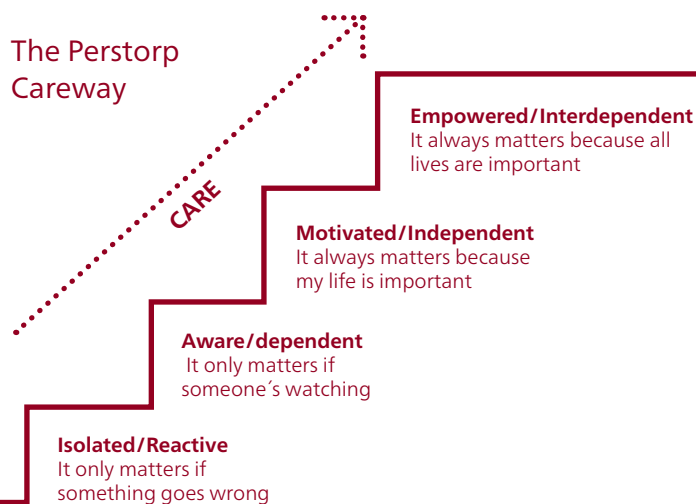 The Perstorp
Careway
CARE
Empowered/Interdependent
It always matters because all
lives are important
Motivated/Independent
It always matters because
my life is important
Aware/dependent
It only matters if
someone´s watching
Isolated/Reactive
It only matters if
something goes wrong